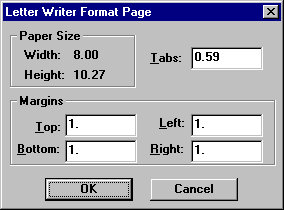 Letter Writer Format Page
Paper Size
Width: 8.00
Height: 10.27
Tabs: 0.59
Margins
Top: 1. Left: 1.
Bottom: 1. Right: 1.
OK Cancel